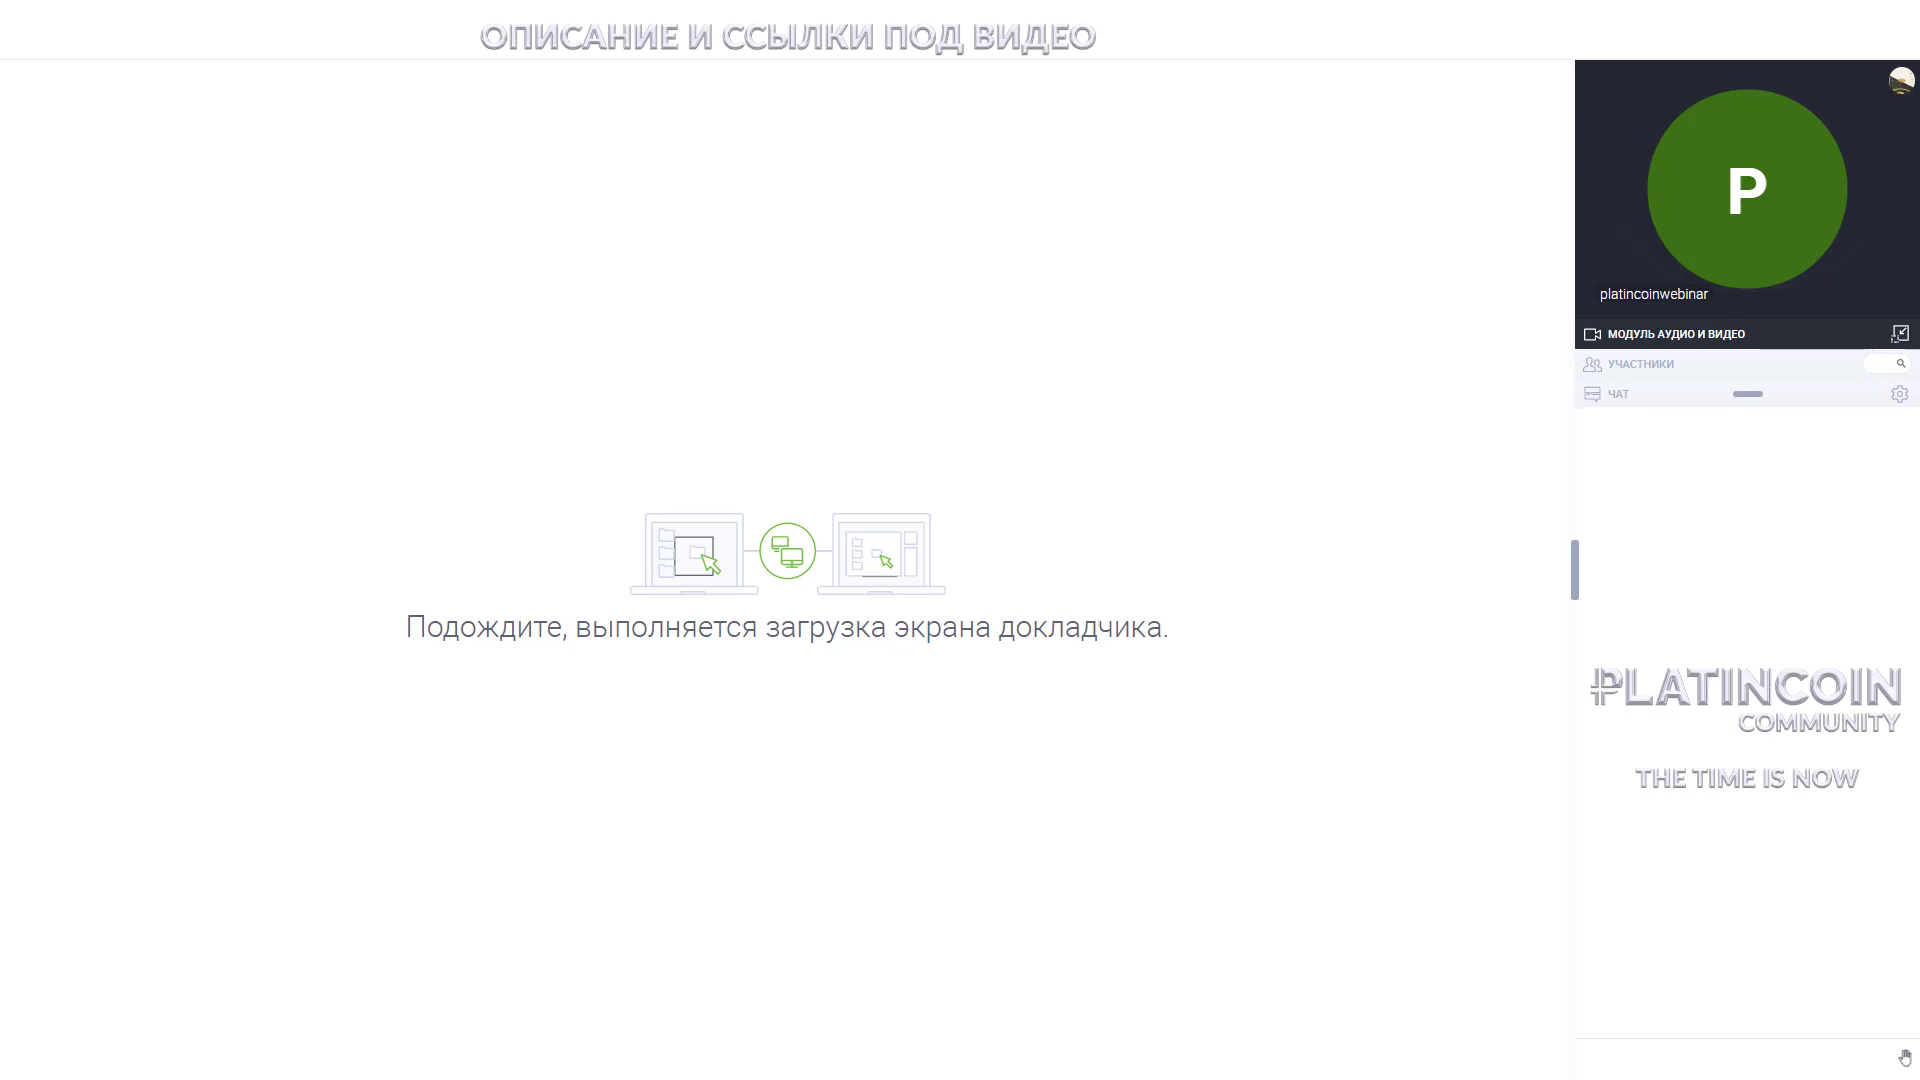 ОПИСАНИЕ И ССЫЛКИ ПОД ВИДЕО
P
platincoinwebinar
МОДУЛЬ АУДИО И ВИДЕО
УЧАСТНИКИ
ЧАТ
Подождите, выполняется загрузка экрана докладчика.
PLATINCOIN
COMMUNITY
THE TIME IS NOW